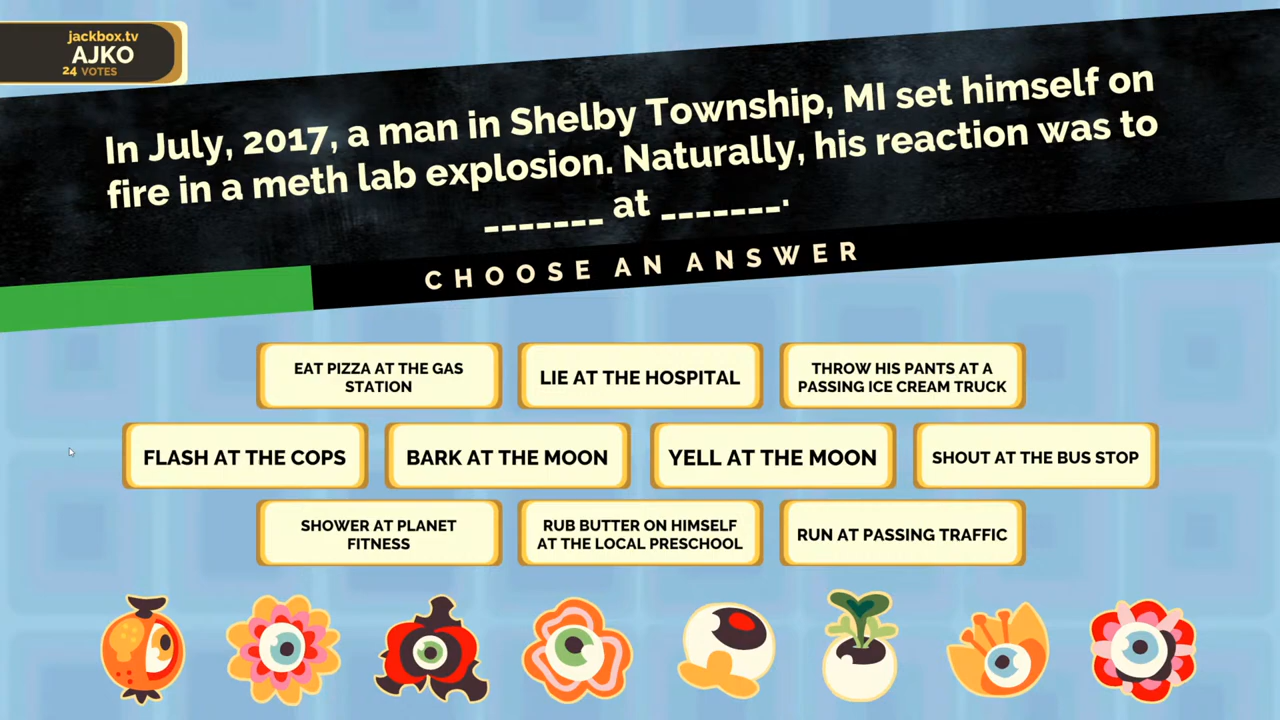 jackbox.tv
AJKO
24 VOTES
In July, 2017, a man in Shelby Township, MI set himself on
fire in a meth lab explosion. Naturally, his reaction was to
_______ at _______.
CHOOSE AN ANSWER
EAT PIZZA AT THE GAS
STATION
LIE AT THE HOSPITAL
THROW HIS PANTS AT A
PASSING ICE CREAM TRUCK
FLASH AT THE COPS
BARK AT THE MOON
YELL AT THE MOON
SHOUT AT THE BUS STOP
SHOWER AT PLANET
FITNESS
RUB BUTTER ON HIMSELF
AT THE LOCAL PRESCHOOL
RUN AT PASSING TRAFFIC